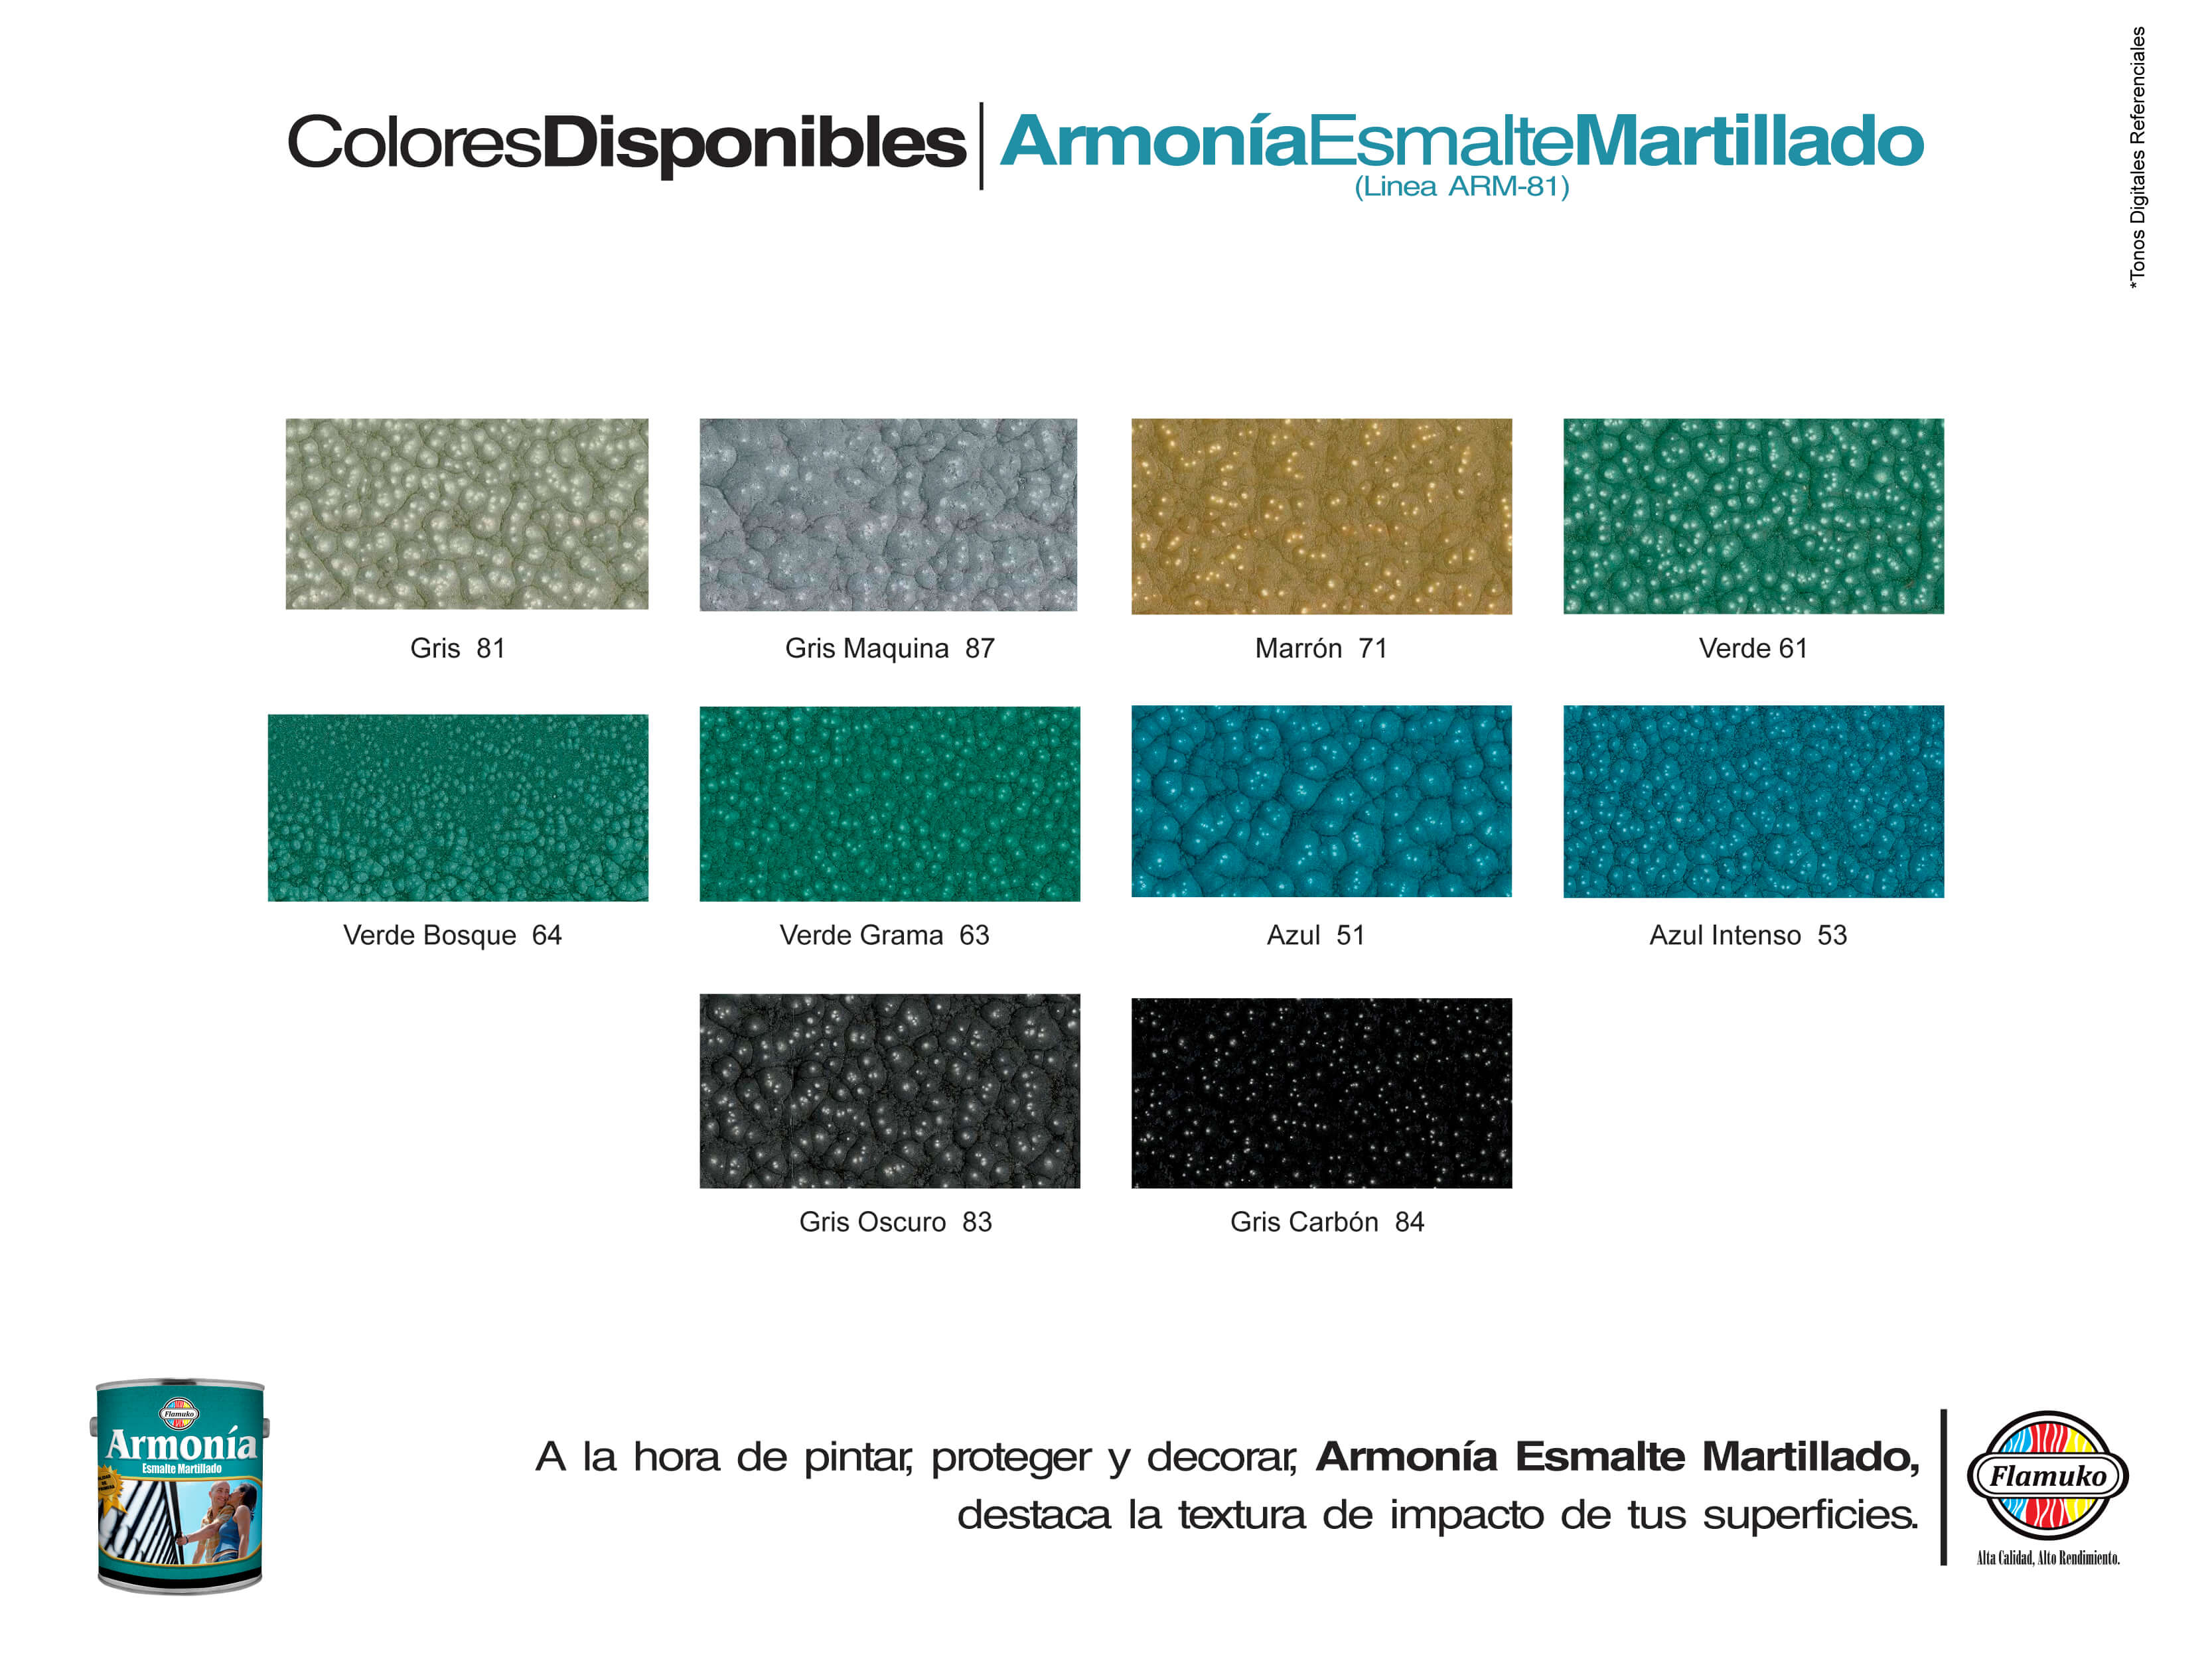 ColoresDisponibles
ArmoníaEsmalteMartillado
(Linea ARM-81)
*Tonos Digitales Referenciales
Gris 81
Gris Maquina 87
Marrón 71
Verde 61
Verde Bosque 64
Verde Grama 63
Azul 51
Azul Intenso 53
Gris Oscuro 83
Gris Carbón 84
Flamuko
Armonía
Esmalte Martillado
A la hora de pintar, proteger y decorar, Armonía Esmalte Martillado,
destaca la textura de impacto de tus superficies.
Flamuko
Alta Calidad, Alto Rendimiento.